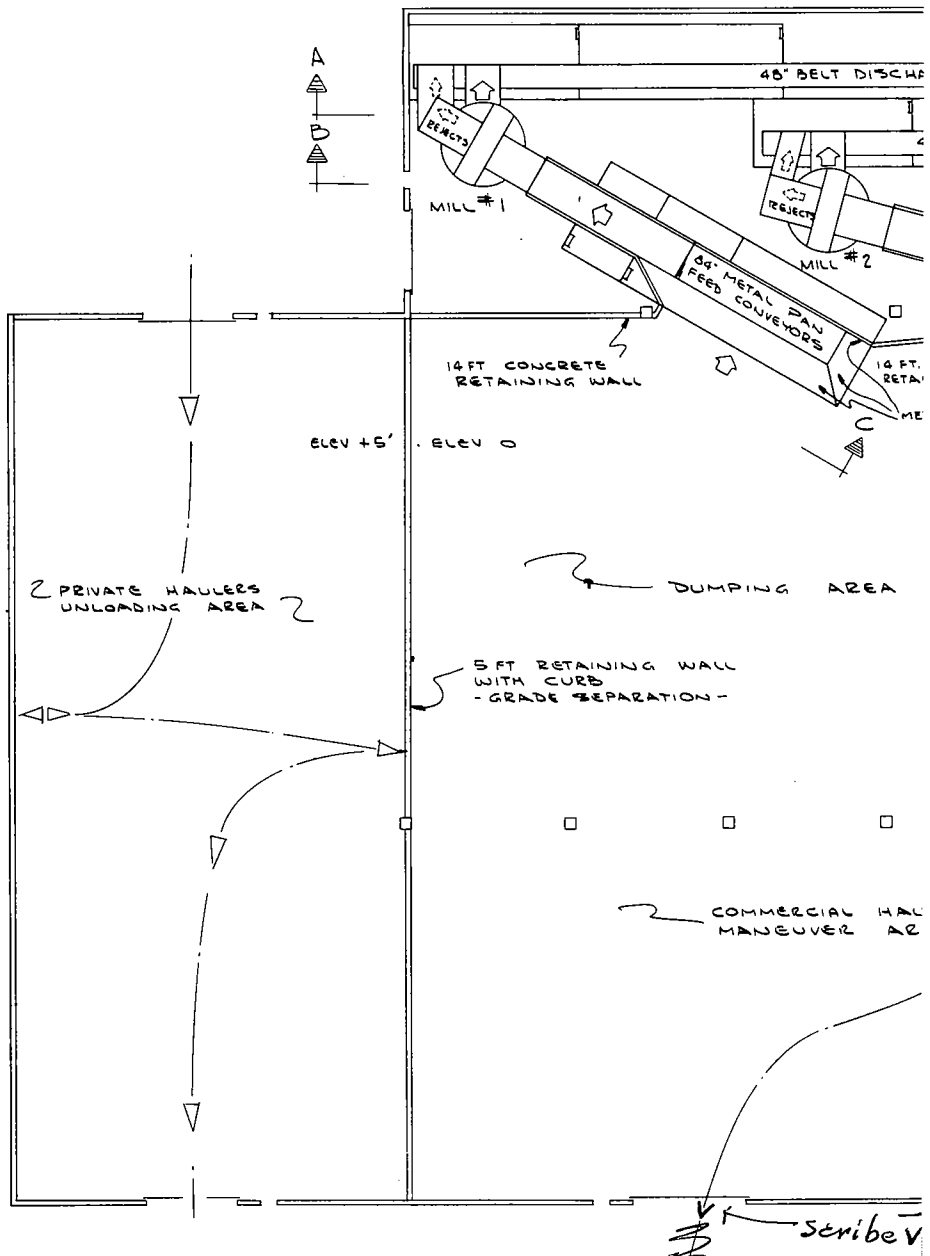 A
B
48" BELT DISCHA
4
REJECTS
REJECTS
MILL #1
MILL #2
84" METAL PAN
FEED CONVEYORS
14 FT CONCRETE
RETAINING WALL
14 FT.
RETAI
ME
C
ELEV +5' . ELEV 0
PRIVATE HAULERS
UNLOADING AREA
DUMPING AREA
5 FT RETAINING WALL
WITH CURB
- GRADE SEPARATION -
COMMERCIAL HAU
MANEUVER AR
scribe V